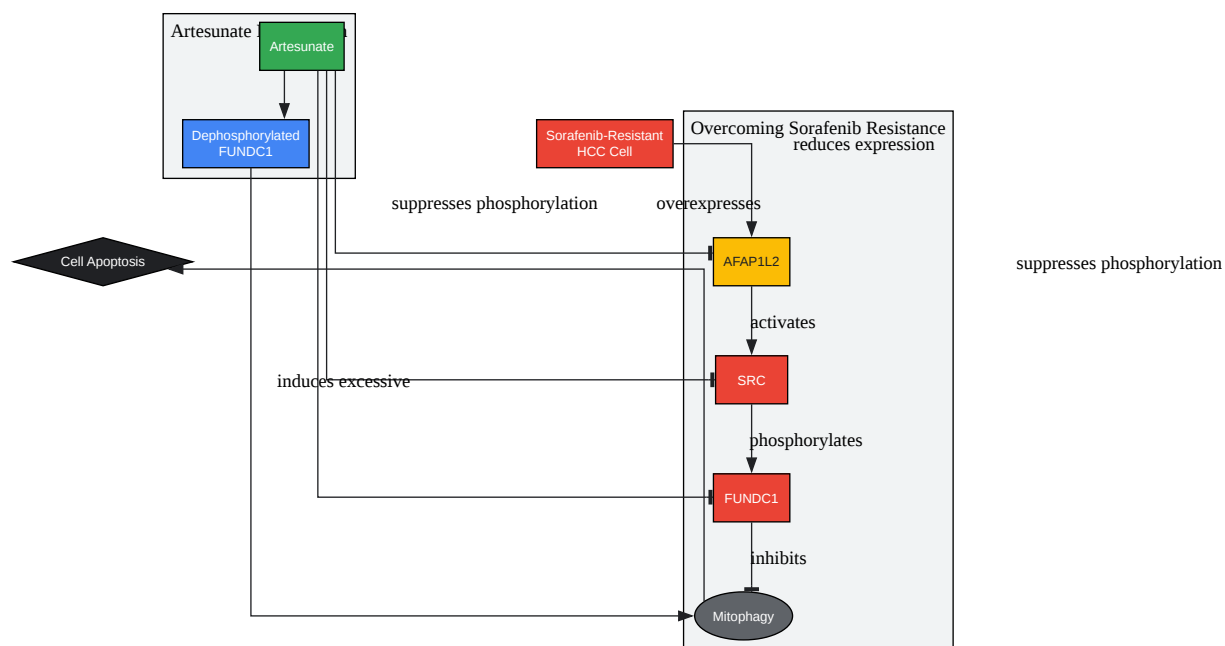 Artesunate
Artesunate
Dephosphorylated
FUNDC1
Sorafenib-Resistant
HCC Cell
Overcoming Sorafenib Resistance
reduces expression
suppresses phosphorylation
overexpresses
Cell Apoptosis
AFAP1L2
suppresses phosphorylation
activates
induces excessive
SRC
phosphorylates
FUNDC1
inhibits
Mitophagy